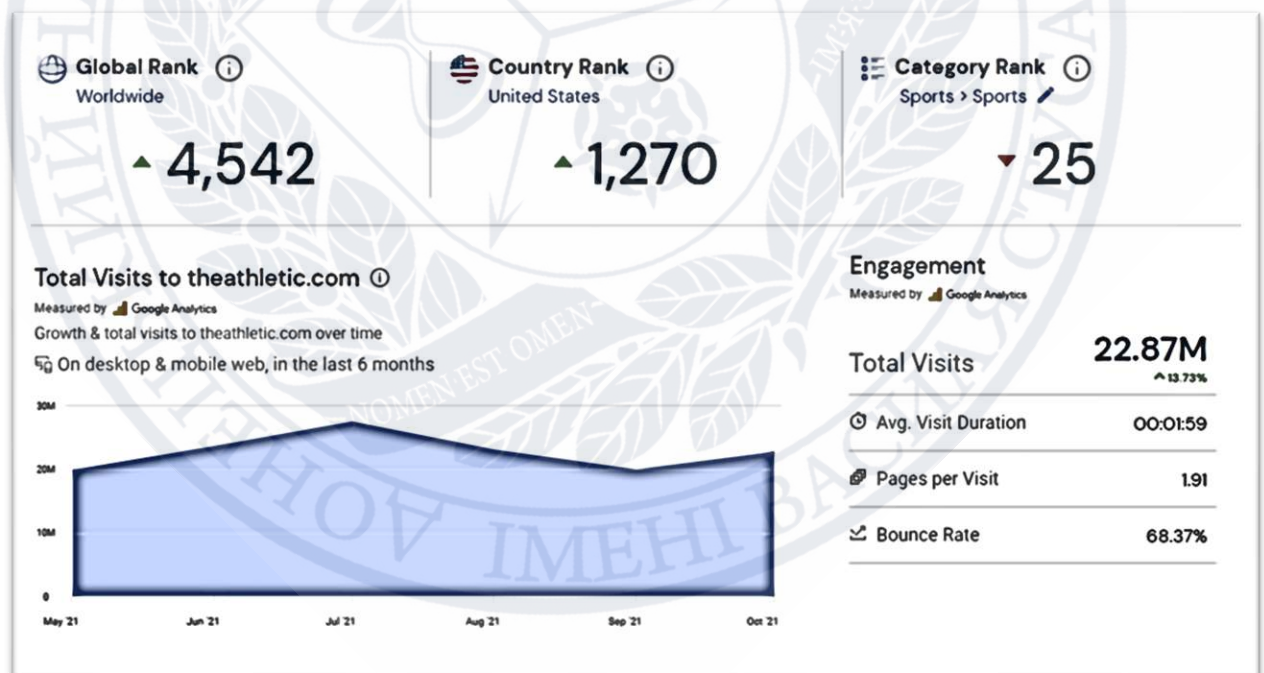 Global Rank
Worldwide
4,542
Country Rank
United States
1,270
Category Rank
Sports > Sports
25
Total Visits to theathletic.com
Measured by Google Analytics
Growth & total visits to theathletic.com over time
On desktop & mobile web, in the last 6 months
30M
20M
10M
0
May '21 Jun '21 Jul '21 Aug '21 Sep '21 Oct '21
Engagement
Measured by Google Analytics
Total Visits 22.87M
13.73%
Avg. Visit Duration 00:01:59
Pages per Visit 1.91
Bounce Rate 68.37%
NOMEN·EST OMEN
ІМЕНІ ВАСИЛЯ СТУСА